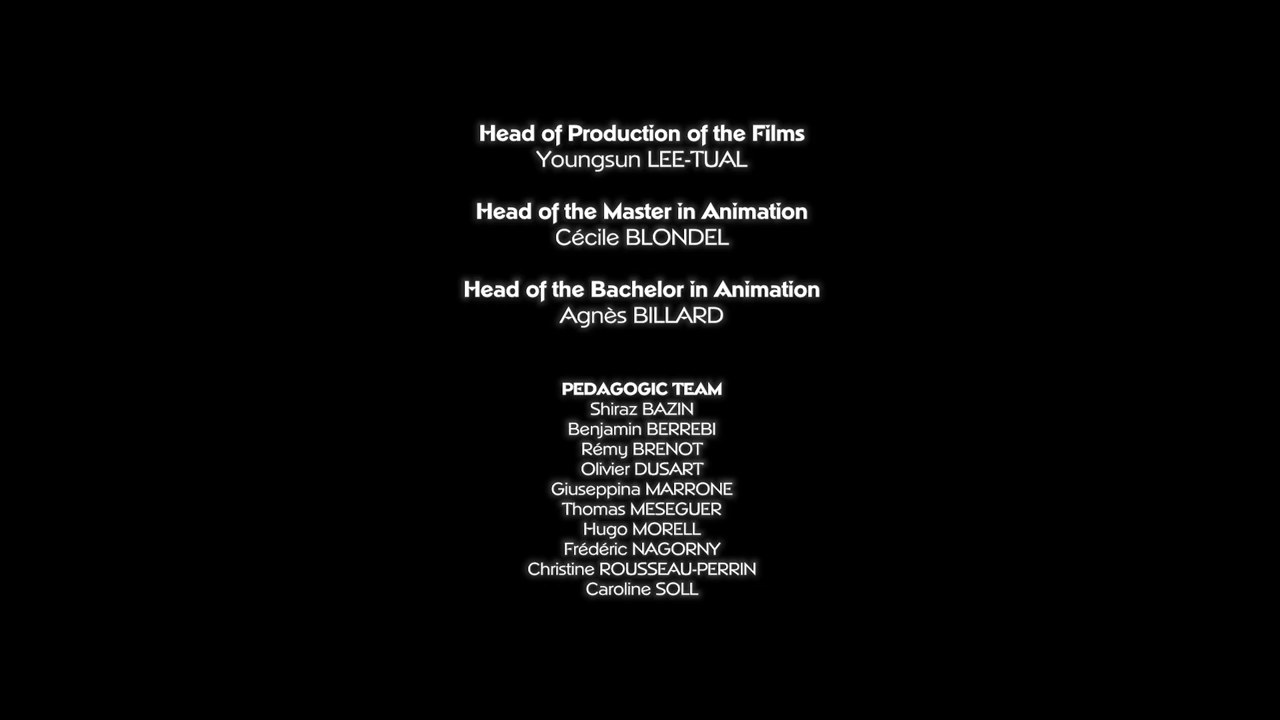 Head of Production of the Films
Youngsun LEE-TUAL
Head of the Master in Animation
Cécile BLONDEL
Head of the Bachelor in Animation
Agnès BILLARD
PEDAGOGIC TEAM
Shiraz BAZIN
Benjamin BERREBI
Rémy BRENOT
Olivier DUSART
Giuseppina MARRONE
Thomas MESEGUER
Hugo MORELL
Frédéric NAGORNY
Christine ROUSSEAU-PERRIN
Caroline SOLL